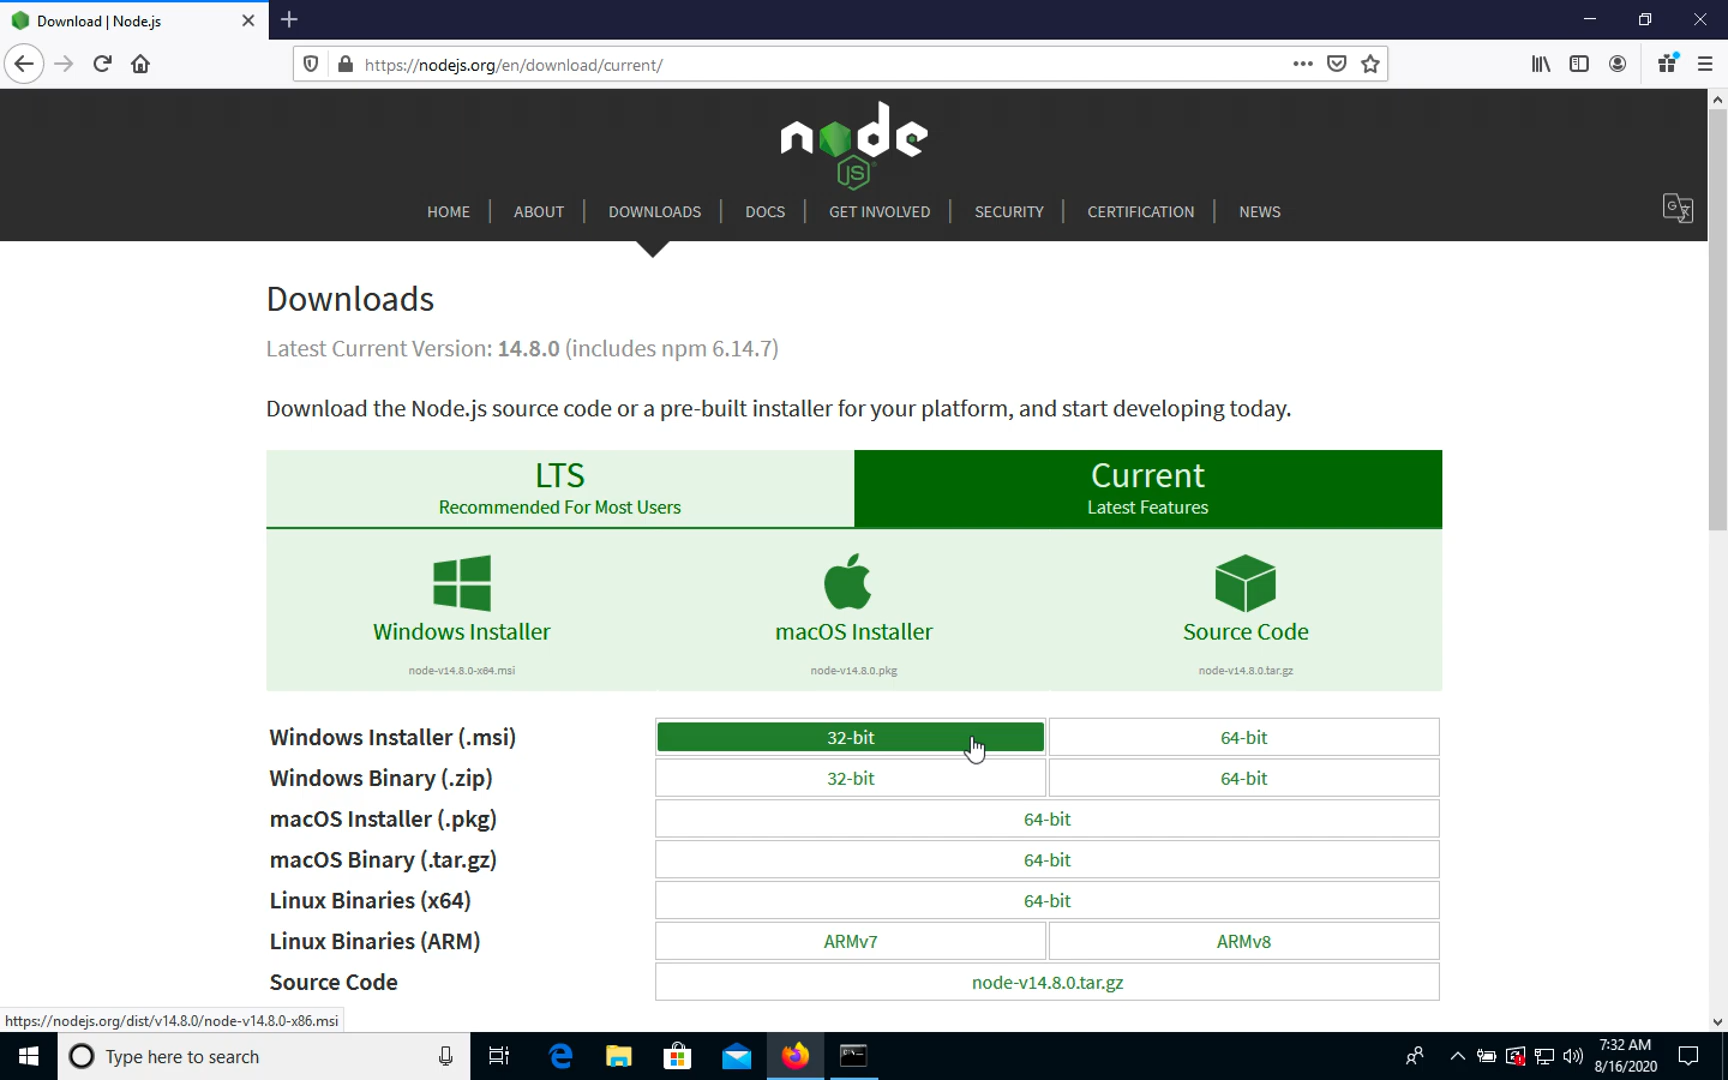 Download | Node.js
https://nodejs.org/en/download/current/
node
JS
HOME ABOUT DOWNLOADS DOCS GET INVOLVED SECURITY CERTIFICATION NEWS
Downloads
Latest Current Version: 14.8.0 (includes npm 6.14.7)
Download the Node.js source code or a pre-built installer for your platform, and start developing today.
LTS
Recommended For Most Users
Current
Latest Features
Windows Installer
node-v14.8.0-x64.msi
macOS Installer
node-v14.8.0.pkg
Source Code
node-v14.8.0.tar.gz
Windows Installer (.msi) 32-bit 64-bit
Windows Binary (.zip) 32-bit 64-bit
macOS Installer (.pkg) 64-bit
macOS Binary (.tar.gz) 64-bit
Linux Binaries (x64) 64-bit
Linux Binaries (ARM) ARMv7 ARMv8
Source Code node-v14.8.0.tar.gz
https://nodejs.org/dist/v14.8.0/node-v14.8.0-x86.msi
Type here to search
7:32 AM
8/16/2020